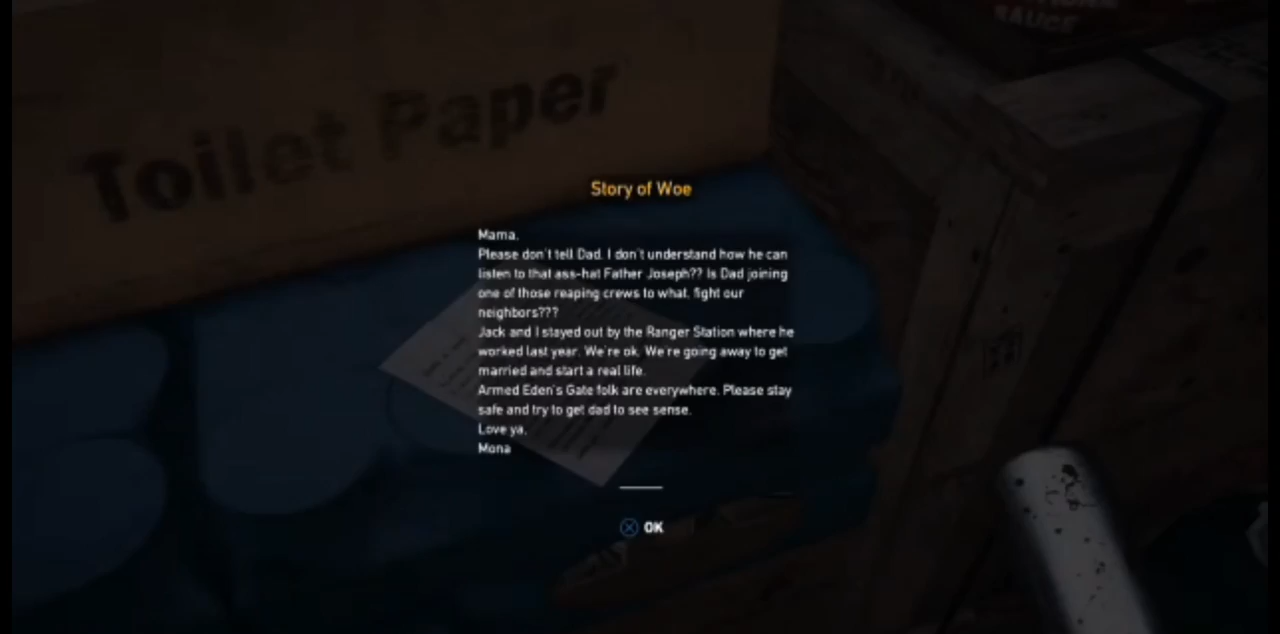 SAUCE
Toilet Paper
Story of Woe
Mama,
Please don't tell Dad. I don't understand how he can
listen to that ass-hat Father Joseph?? Is Dad joining
one of those reaping crews to what, fight our
neighbors???
Jack and I stayed out by the Ranger Station where he
worked last year. We're ok. We're going away to get
married and start a real life.
Armed Eden's Gate folk are everywhere. Please stay
safe and try to get dad to see sense.
Love ya,
Mona
OK